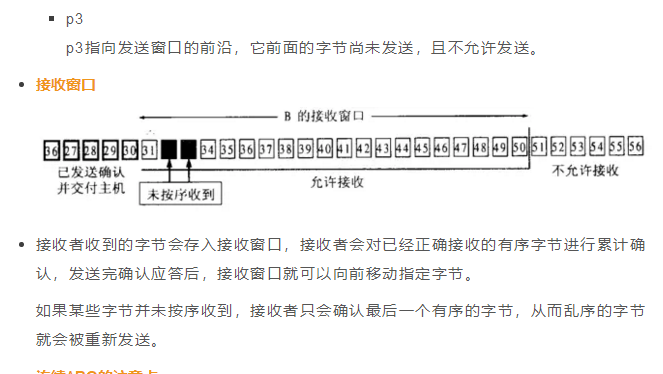 p3
p3指向发送窗口的前沿，它前面的字节尚未发送，且不允许发送。
接收窗口
B 的接收窗口
36 27 28 29 30 31 34 35 36 37 38 39 40 41 42 43 44 45 46 47 48 49 50 51 52 53 54 55 56
已发送确认
并交付主机
未按序收到
允许接收
不允许接收
接收者收到的字节会存入接收窗口，接收者会对已经正确接收的有序字节进行累计确
认，发送完确认应答后，接收窗口就可以向前移动指定字节。
如果某些字节并未按序收到，接收者只会确认最后一个有序的字节，从而乱序的字节
就会被重新发送。
连续ARQ的注意点